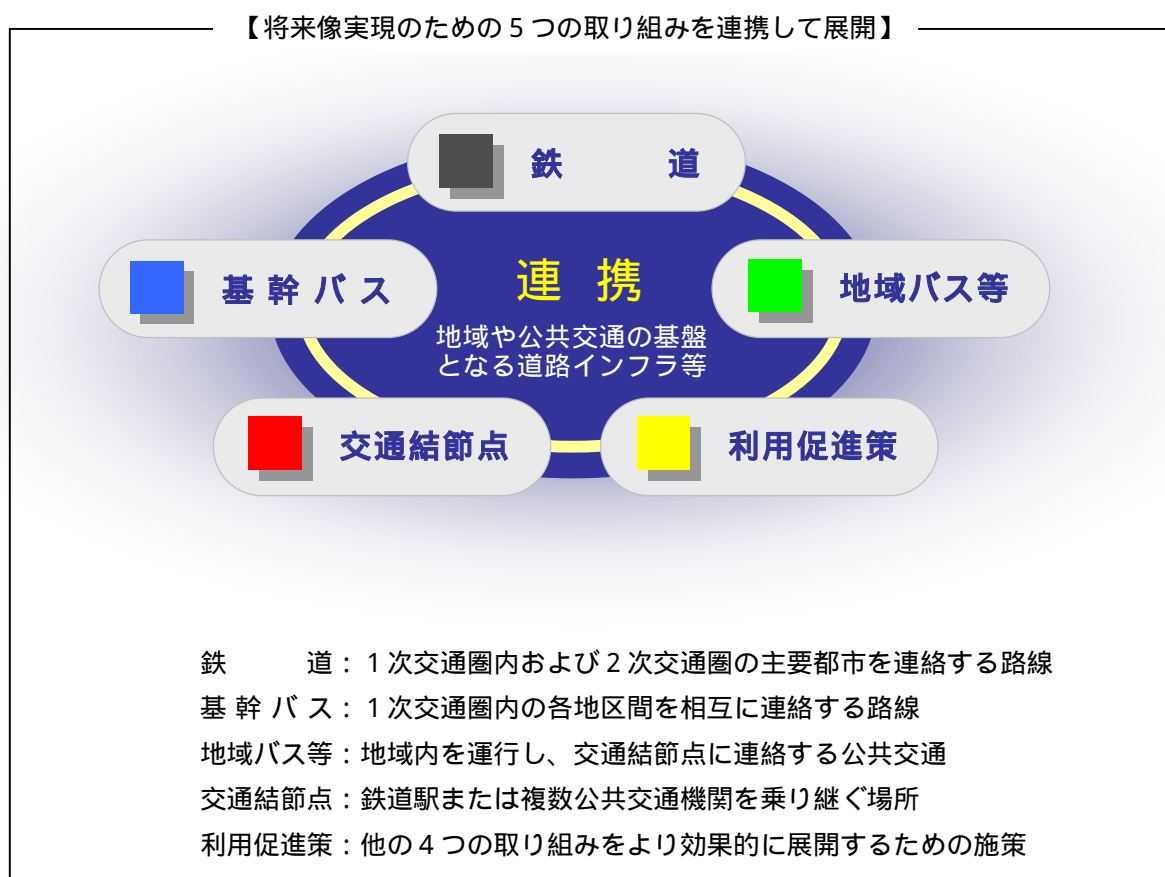 【将来像実現のための５つの取り組みを連携して展開】
鉄　　　道
基 幹 バ ス
連 携
地域バス等
地域や公共交通の基盤
となる道路インフラ等
交通結節点
利用促進策
鉄　　　道：１次交通圏内および２次交通圏の主要都市を連絡する路線
基 幹 バ ス：１次交通圏内の各地区間を相互に連絡する路線
地域バス等：地域内を運行し、交通結節点に連絡する公共交通
交通結節点：鉄道駅または複数公共交通機関を乗り継ぐ場所
利用促進策：他の４つの取り組みをより効果的に展開するための施策